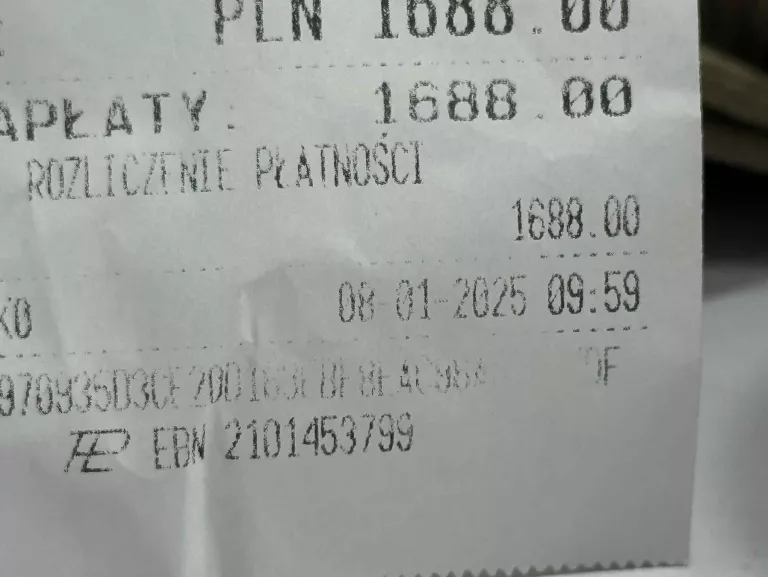 PLN 1688.00
APŁATY: 1688.00
ROZLICZENIE PŁATNOŚCI
1688.00
KO 08-01-2025 09:59
EBN 2101453799